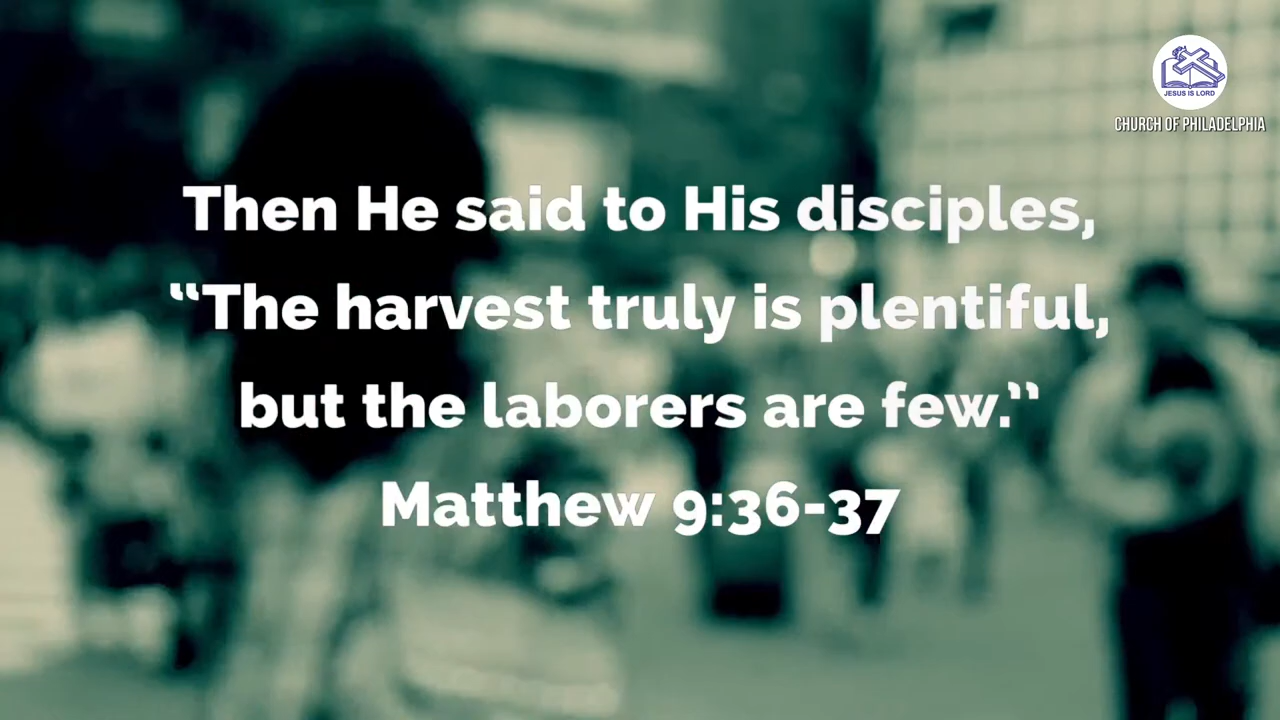 JESUS IS LORD
CHURCH OF PHILADELPHIA
Then He said to His disciples,
“The harvest truly is plentiful,
but the laborers are few.”
Matthew 9:36-37